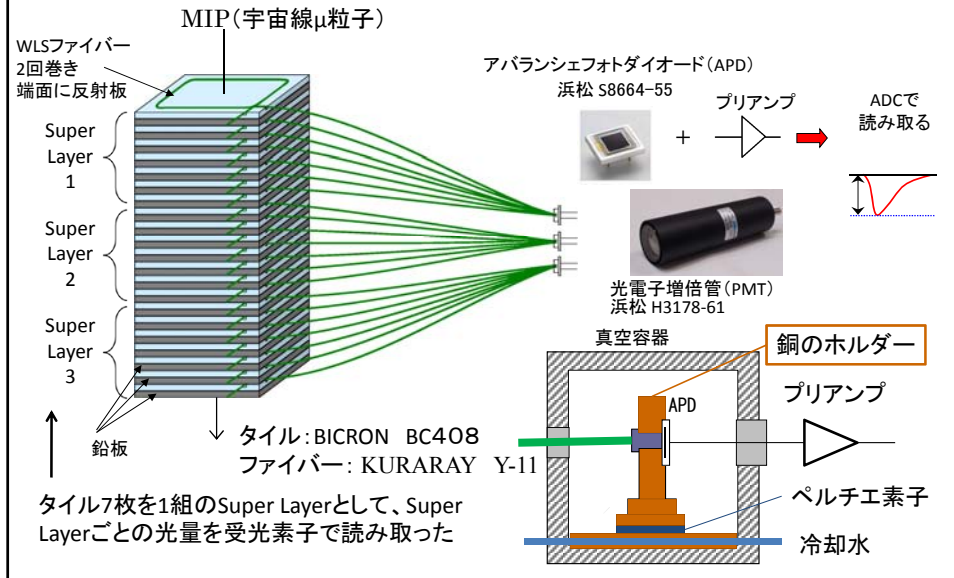 MIP(宇宙線μ粒子)
WLSファイバー
2回巻き
端面に反射板
Super
Layer
1
Super
Layer
2
Super
Layer
3
鉛板
アバランシェフォトダイオード(APD)
浜松 S8664-55
+
プリアンプ
ADCで
読み取る
光電子増倍管(PMT)
浜松 H3178-61
タイル:BICRON BC408
ファイバー: KURARAY Y-11
タイル7枚を1組のSuper Layerとして、Super
Layerごとの光量を受光素子で読み取った
真空容器
銅のホルダー
APD
プリアンプ
ペルチエ素子
冷却水